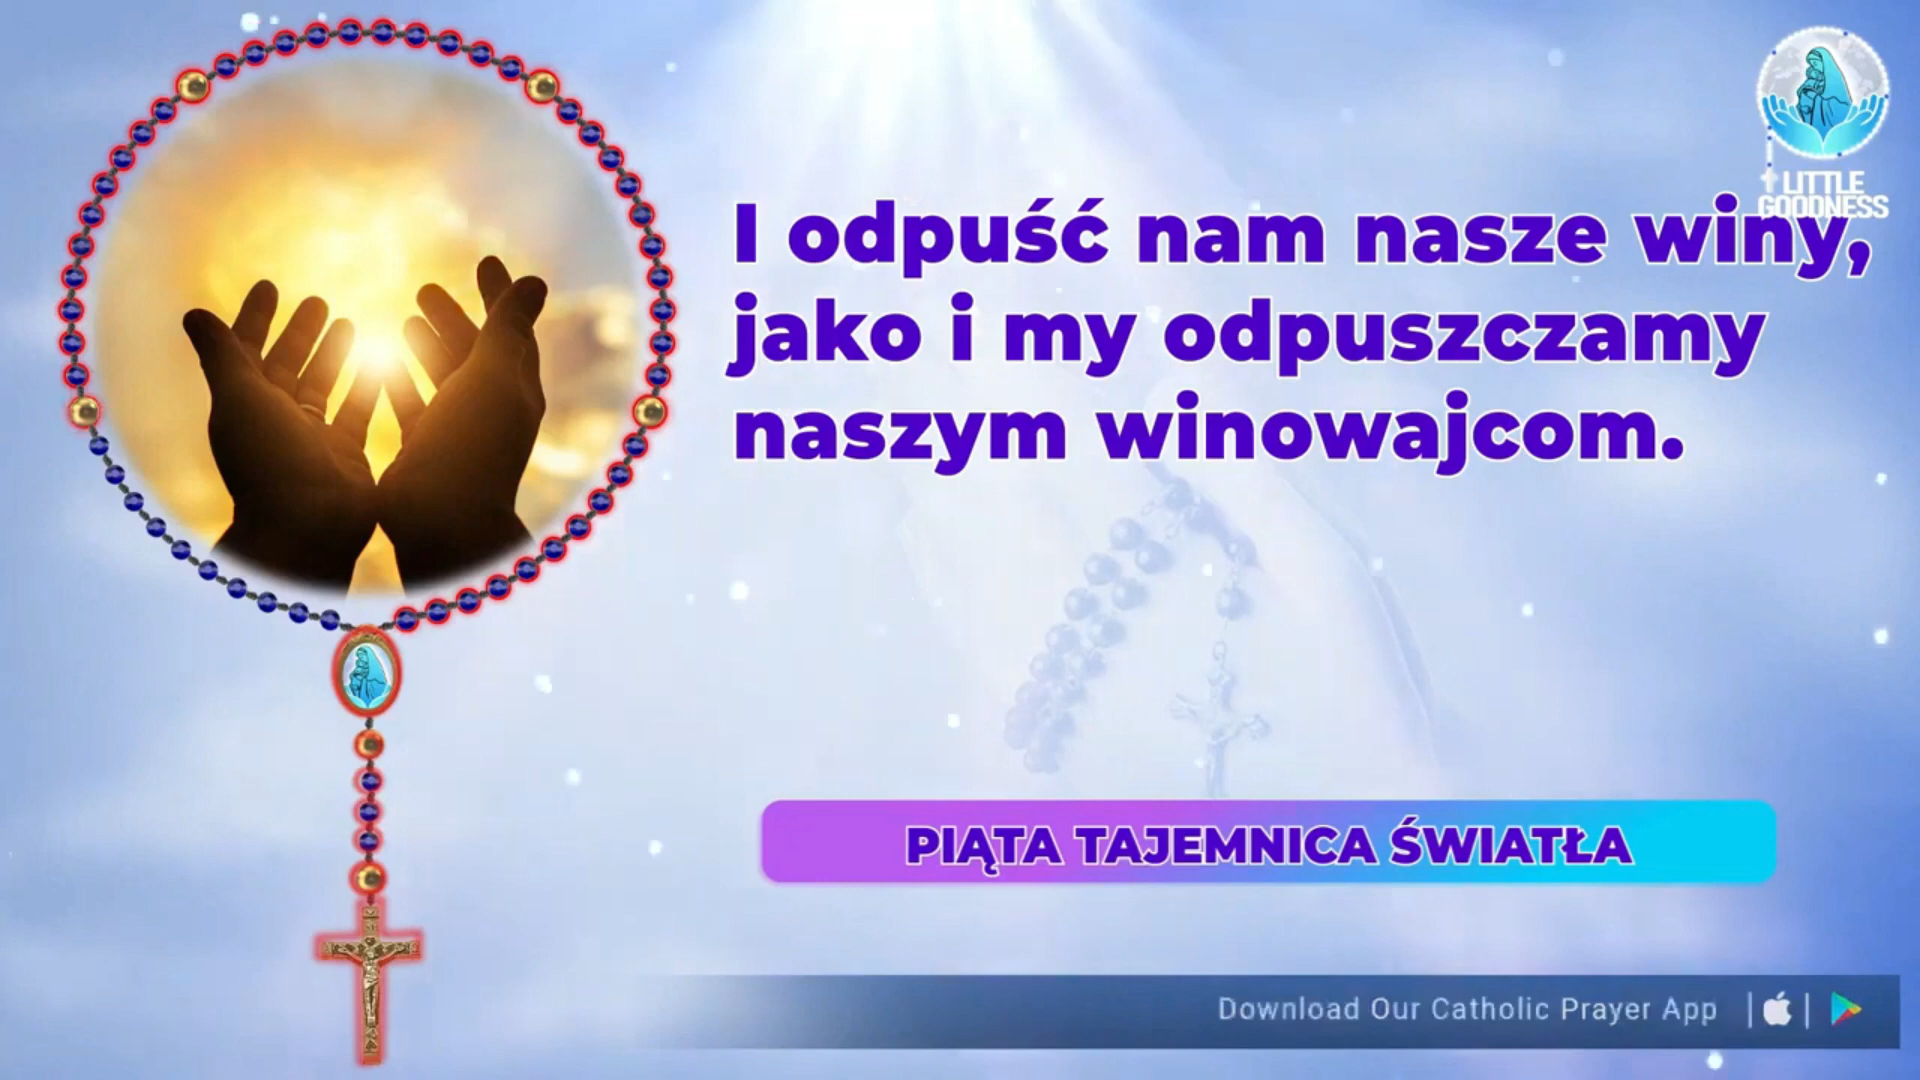 LITTLE
GOODNESS
I odpuść nam nasze winy,
jako i my odpuszczamy
naszym winowajcom.
PIĄTA TAJEMNICA ŚWIATŁA
Download Our Catholic Prayer App